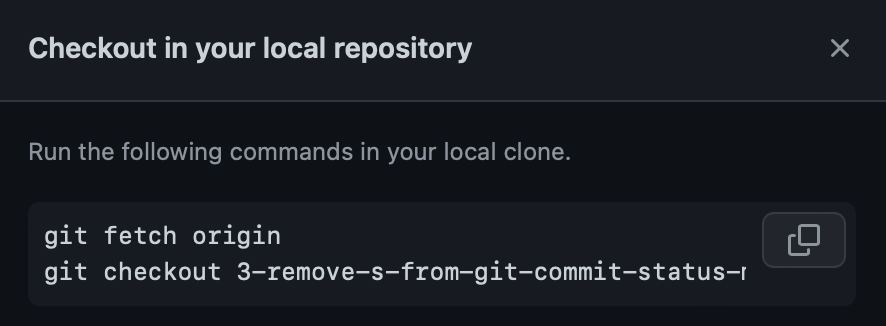 Checkout in your local repository
Run the following commands in your local clone.
git fetch origin
git checkout 3-remove-s-from-git-commit-status-